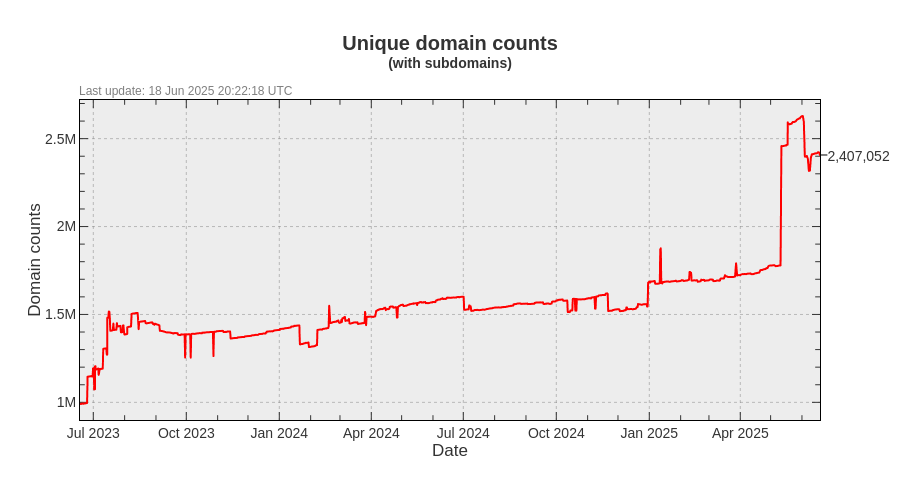 Unique domain counts
(with subdomains)
Last update: 18 Jun 2025 20:22:18 UTC
2.5M
2,407,052
2M
1.5M
1M
Domain counts
Jul 2023 Oct 2023 Jan 2024 Apr 2024 Jul 2024 Oct 2024 Jan 2025 Apr 2025
Date